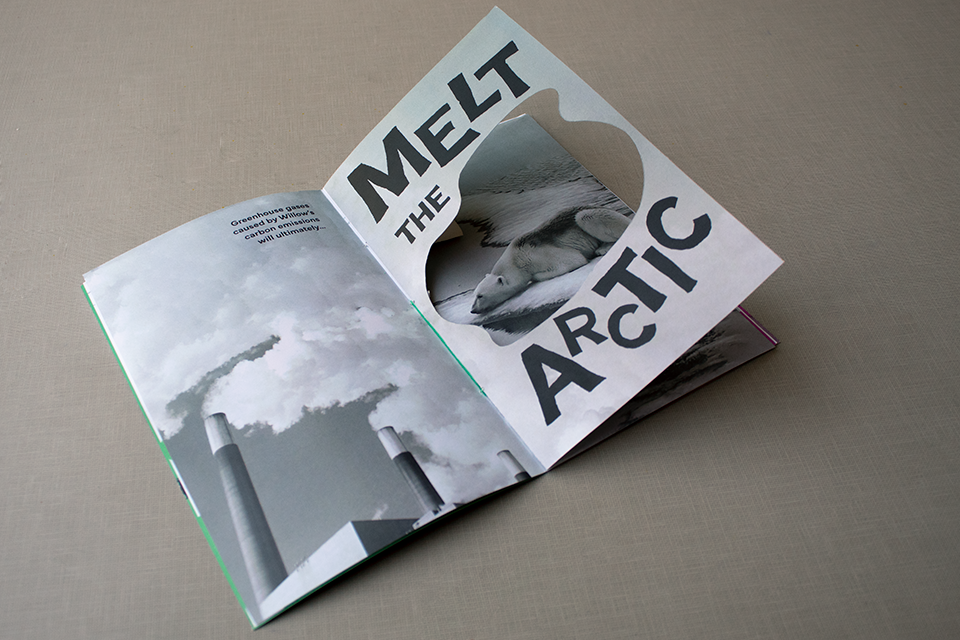 Greenhouse gases
caused by Willow's
carbon emissions
will ultimately...
MELT
THE
ARCTIC